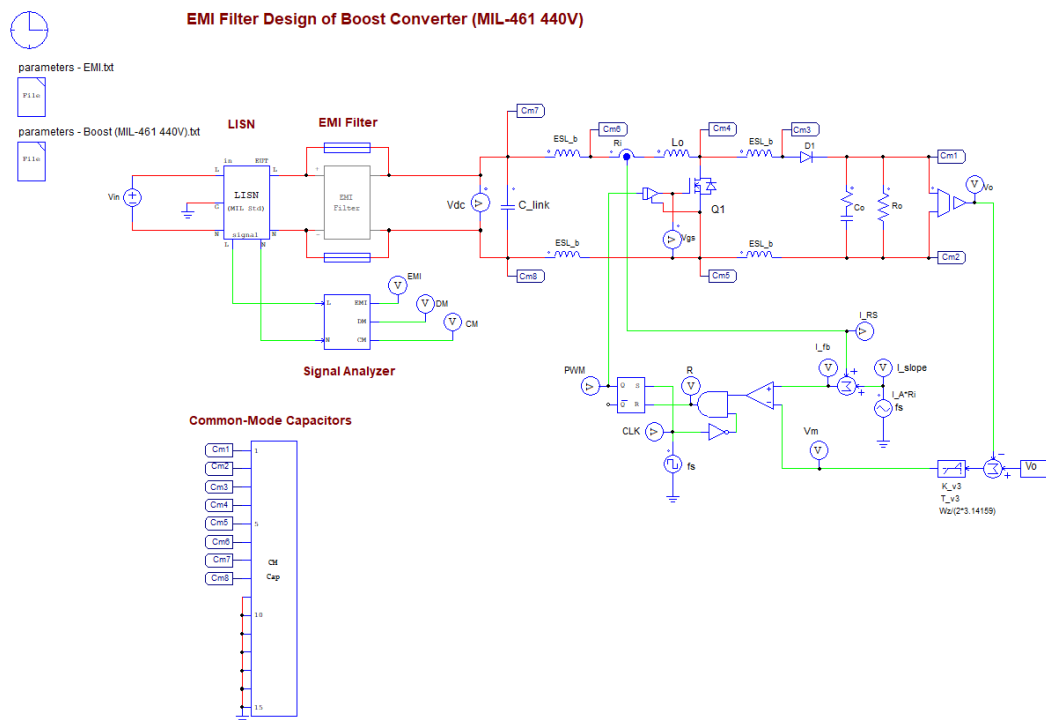 EMI Filter Design of Boost Converter (MIL-461 440V)
parameters - EMI.txt
File
parameters - Boost (MIL-461 440V).txt
File
LISN
EMI Filter
in
EUT
L
L
LISN
(MIL Std)
G
N
N
signal
L
N
Vin
+
EMI
Filter
-
Vdc
C_link
Cm7
ESL_b
Cm6
Ri
Lo
Cm4
ESL_b
Cm3
D1
Cm1
Vo
V
Q1
Vgs
Co
Ro
Cm8
ESL_b
Cm5
ESL_b
Cm2
L
N
EMI
DM
CM
V
EMI
V
DM
V
CM
Signal Analyzer
I_RS
V
I_fb
V
I_slope
V
I_A*Ri
fs
PWM
Q
S
Q
R
R
V
CLK
fs
Vm
V
K_v3
T_v3
Wz/(2*3.14159)
Vo
Common-Mode Capacitors
Cm1
1
Cm2
Cm3
Cm4
Cm5
5
Cm6
Cm7
Cm8
CM
Cap
10
15